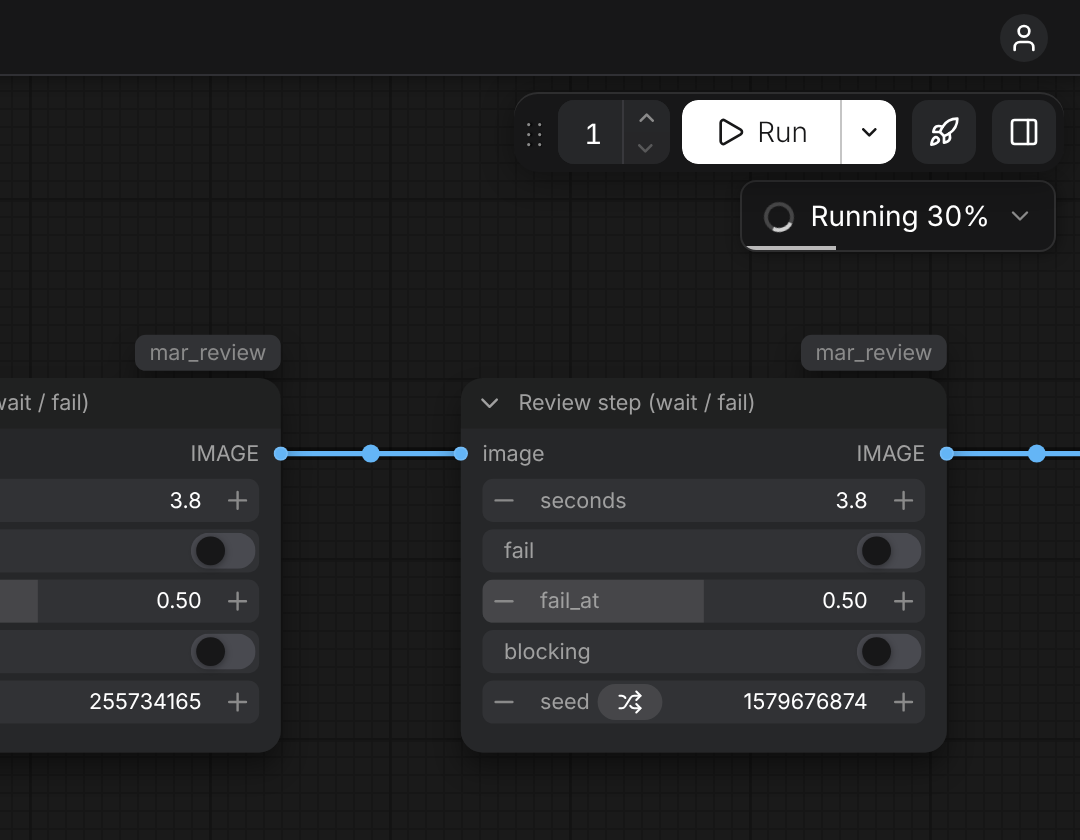 1
Run
Running 30%
mar_review
mar_review
/ fail)
Review step (wait / fail)
IMAGE
image
IMAGE
3.8
seconds
3.8
fail
0.50
fail_at
0.50
blocking
255734165
seed
1579676874